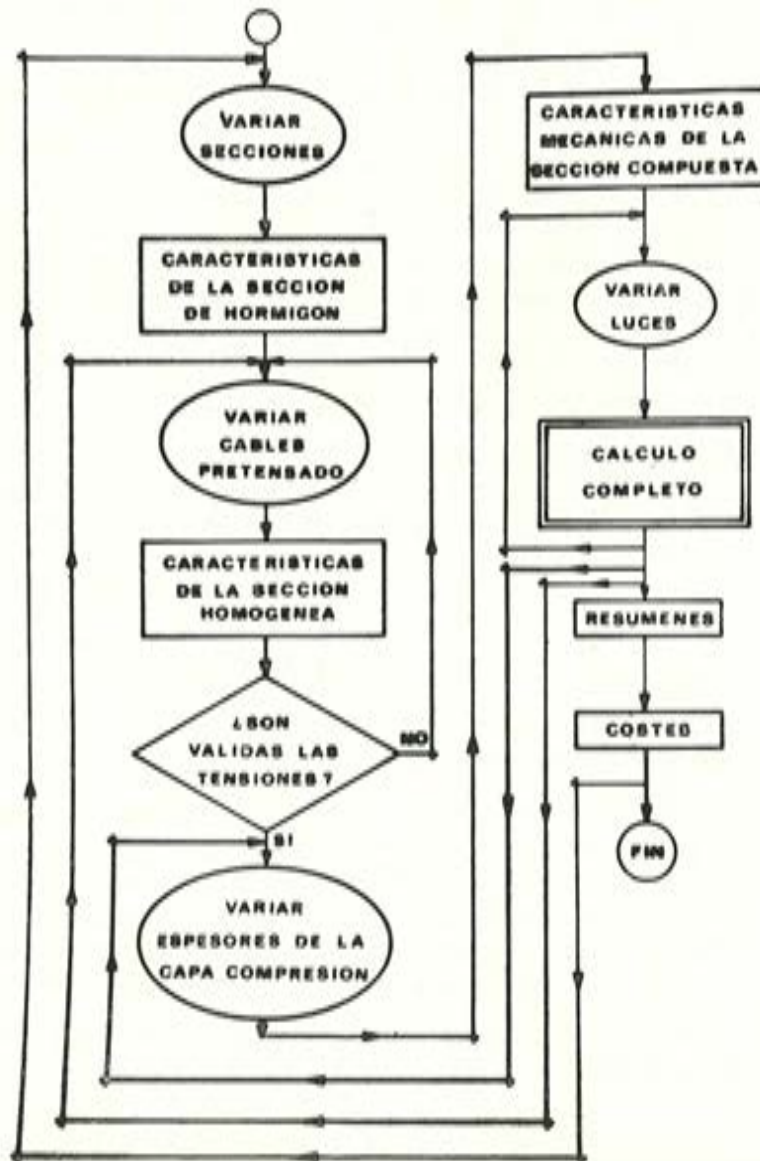 VARIAR
SECCIONES
CARACTERISTICAS
DE LA SECCION
DE HORMIGON
VARIAR
CABLES
PRETENSADO
CARACTERISTICAS
DE LA SECCION
HOMOGENEA
¿SON
VALIDAS LAS
TENSIONES?
NO
SI
VARIAR
ESPESORES DE LA
CAPA COMPRESION
CARACTERISTICAS
MECANICAS DE LA
SECCION COMPUESTA
VARIAR
LUCES
CALCULO
COMPLETO
RESUMENES
COSTES
FIN